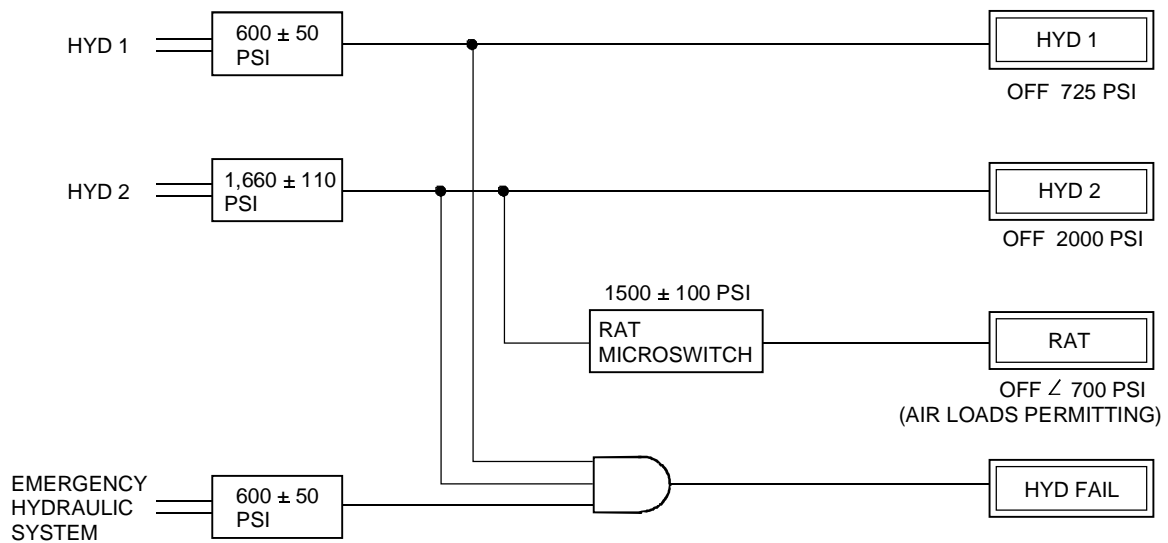 HYD 1
600 ± 50
PSI
HYD 1
OFF 725 PSI
HYD 2
1,660 ± 110
PSI
HYD 2
OFF 2000 PSI
1500 ± 100 PSI
RAT
MICROSWITCH
RAT
OFF ∠ 700 PSI
(AIR LOADS PERMITTING)
EMERGENCY
HYDRAULIC
SYSTEM
600 ± 50
PSI
HYD FAIL